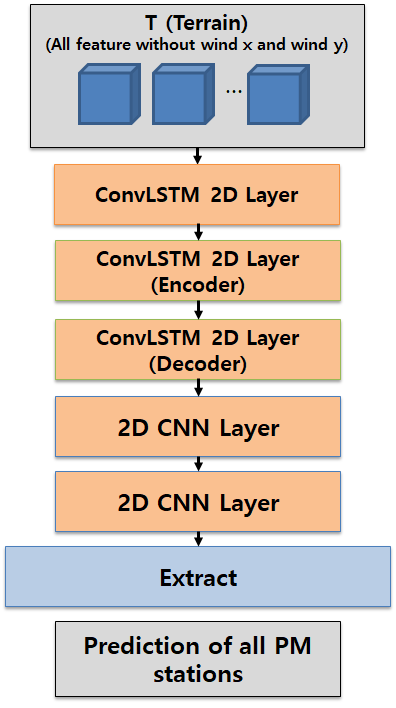 T (Terrain)
(All feature without wind x and wind y)
...
ConvLSTM 2D Layer
ConvLSTM 2D Layer
(Encoder)
ConvLSTM 2D Layer
(Decoder)
2D CNN Layer
2D CNN Layer
Extract
Prediction of all PM
stations